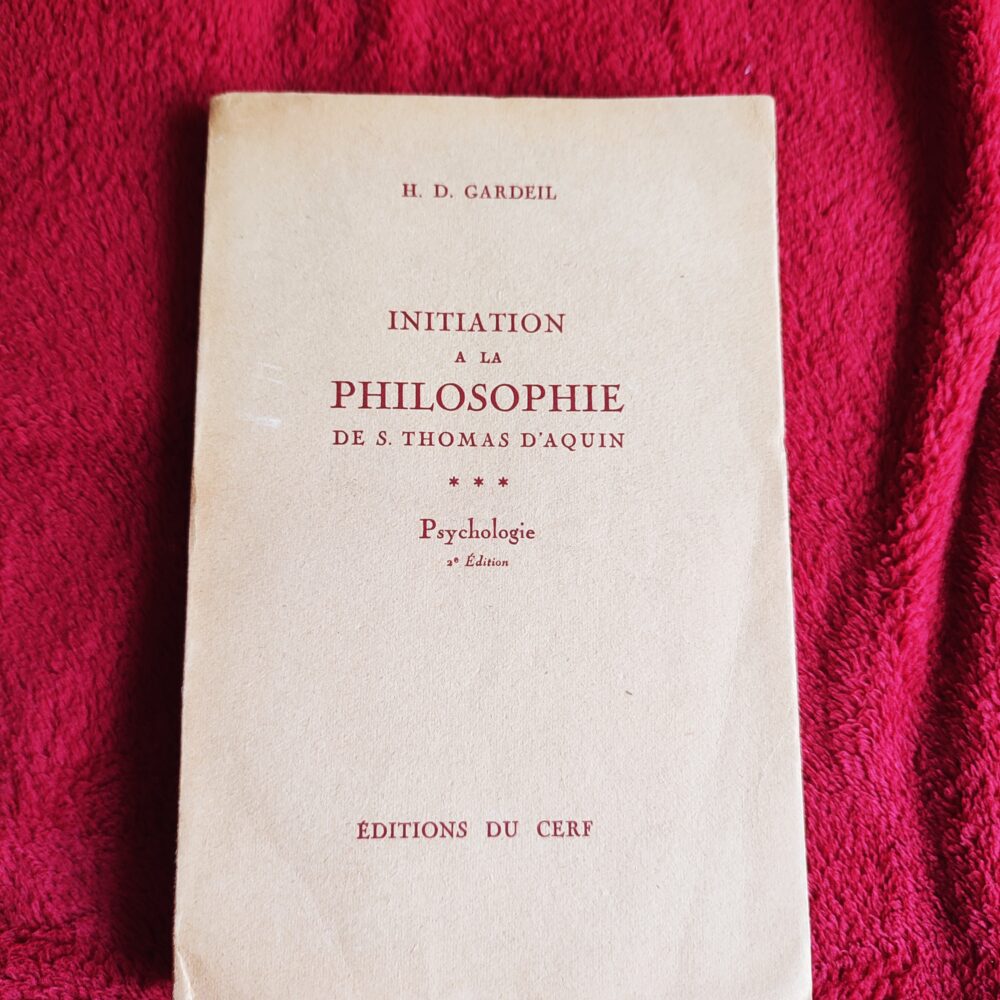 H. D. GARDEIL
INITIATION
A LA
PHILOSOPHIE
DE S. THOMAS D'AQUIN
* * *
Psychologie
2e Édition
ÉDITIONS DU CERF